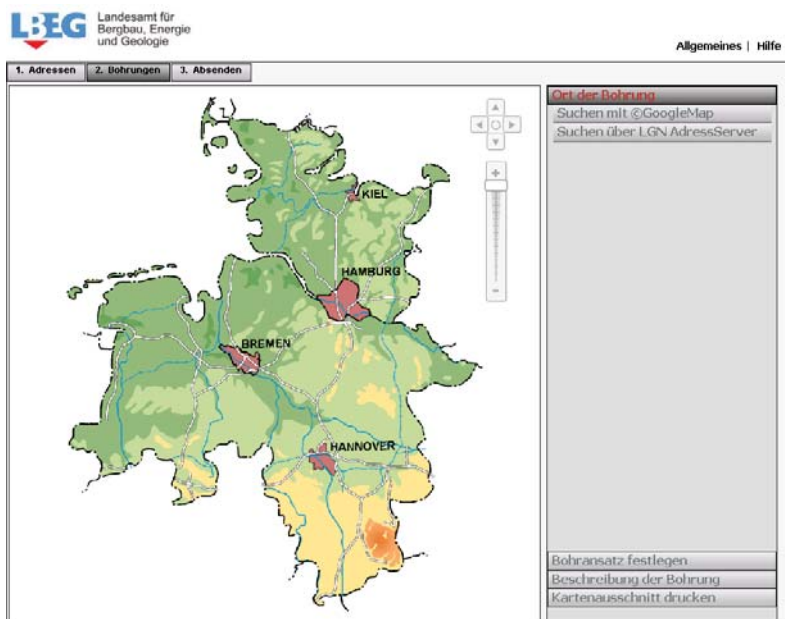 LBEG
Landesamt für
Bergbau, Energie
und Geologie
Allgemeines | Hilfe
1. Adressen
2. Bohrungen
3. Absenden
Ort der Bohrung
Suchen mit ©GoogleMap
Suchen über LGN AdressServer
KIEL
HAMBURG
BREMEN
HANNOVER
Bohransatz festlegen
Beschreibung der Bohrung
Kartenausschnitt drucken